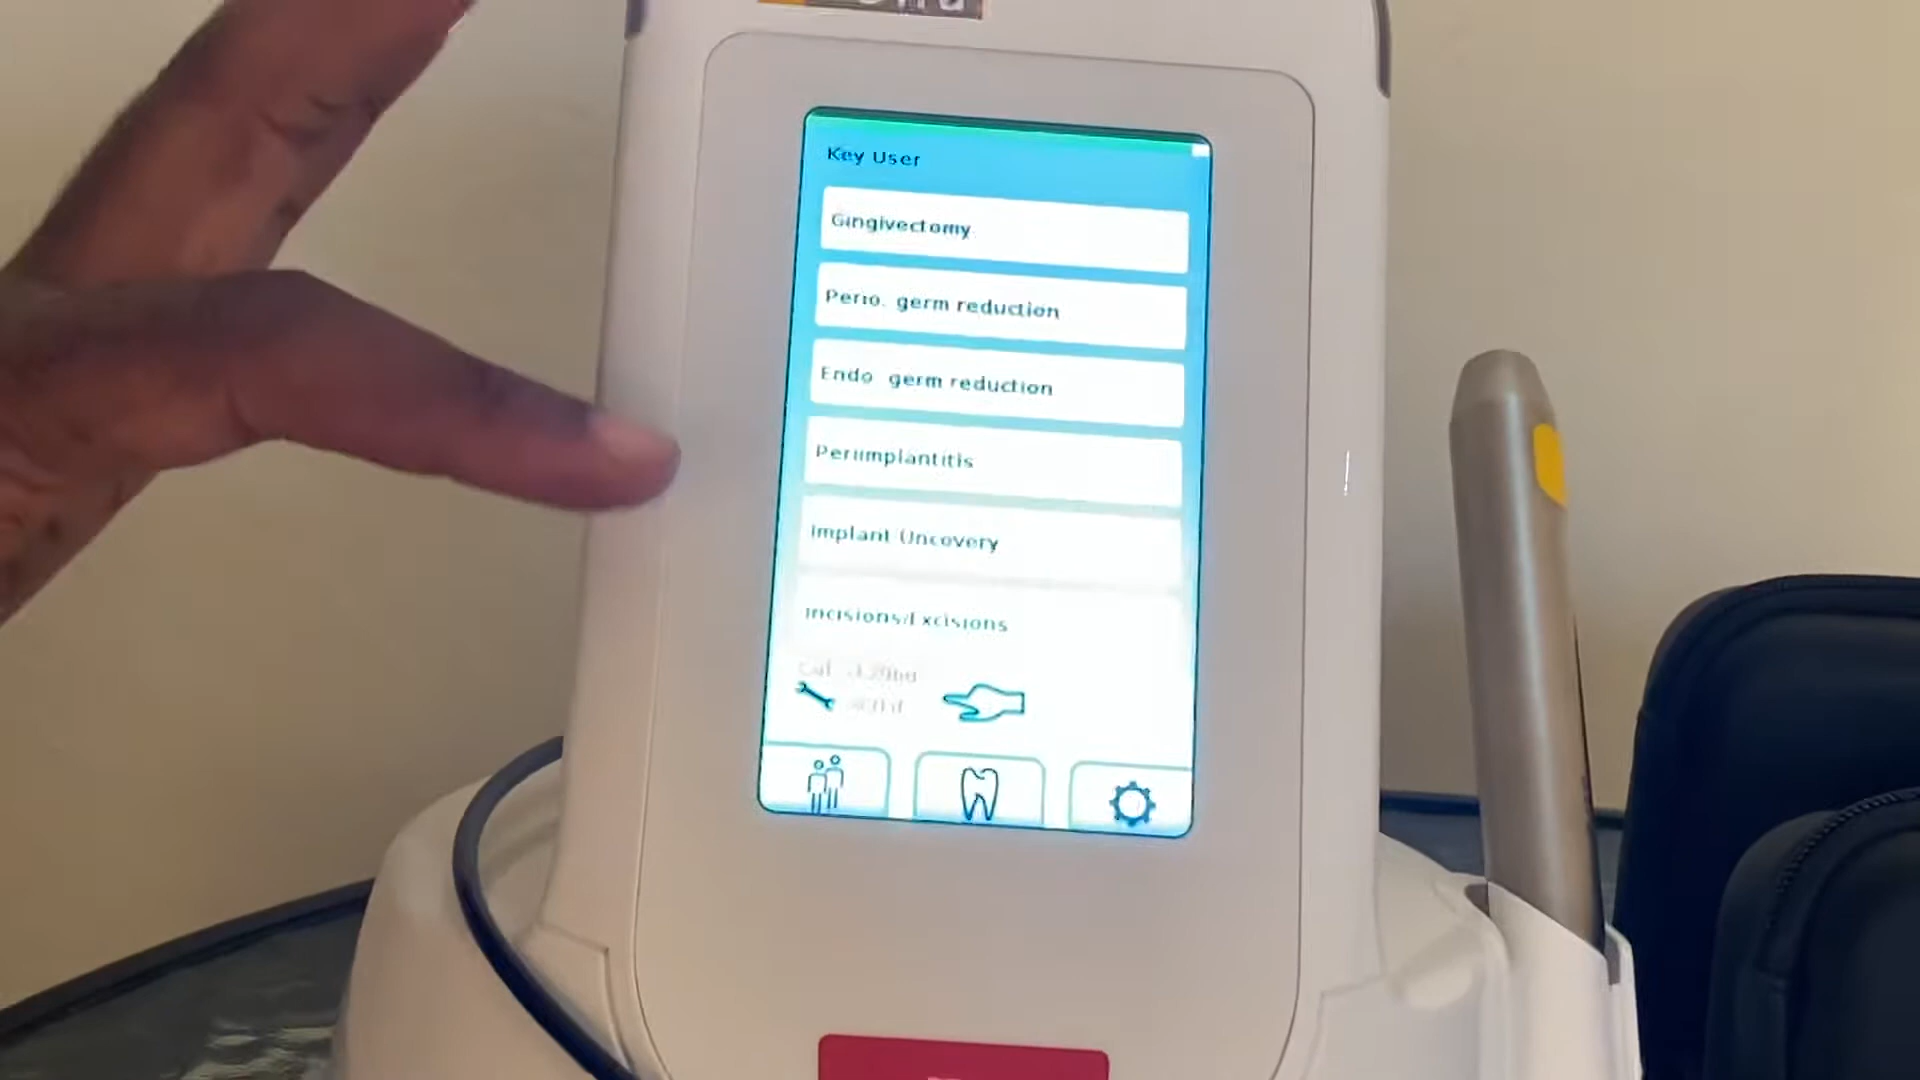 Key User
Gingivectomy
Perio. germ reduction
Endo. germ reduction
Periimplantitis
Implant Uncovery
Incisions/Excisions